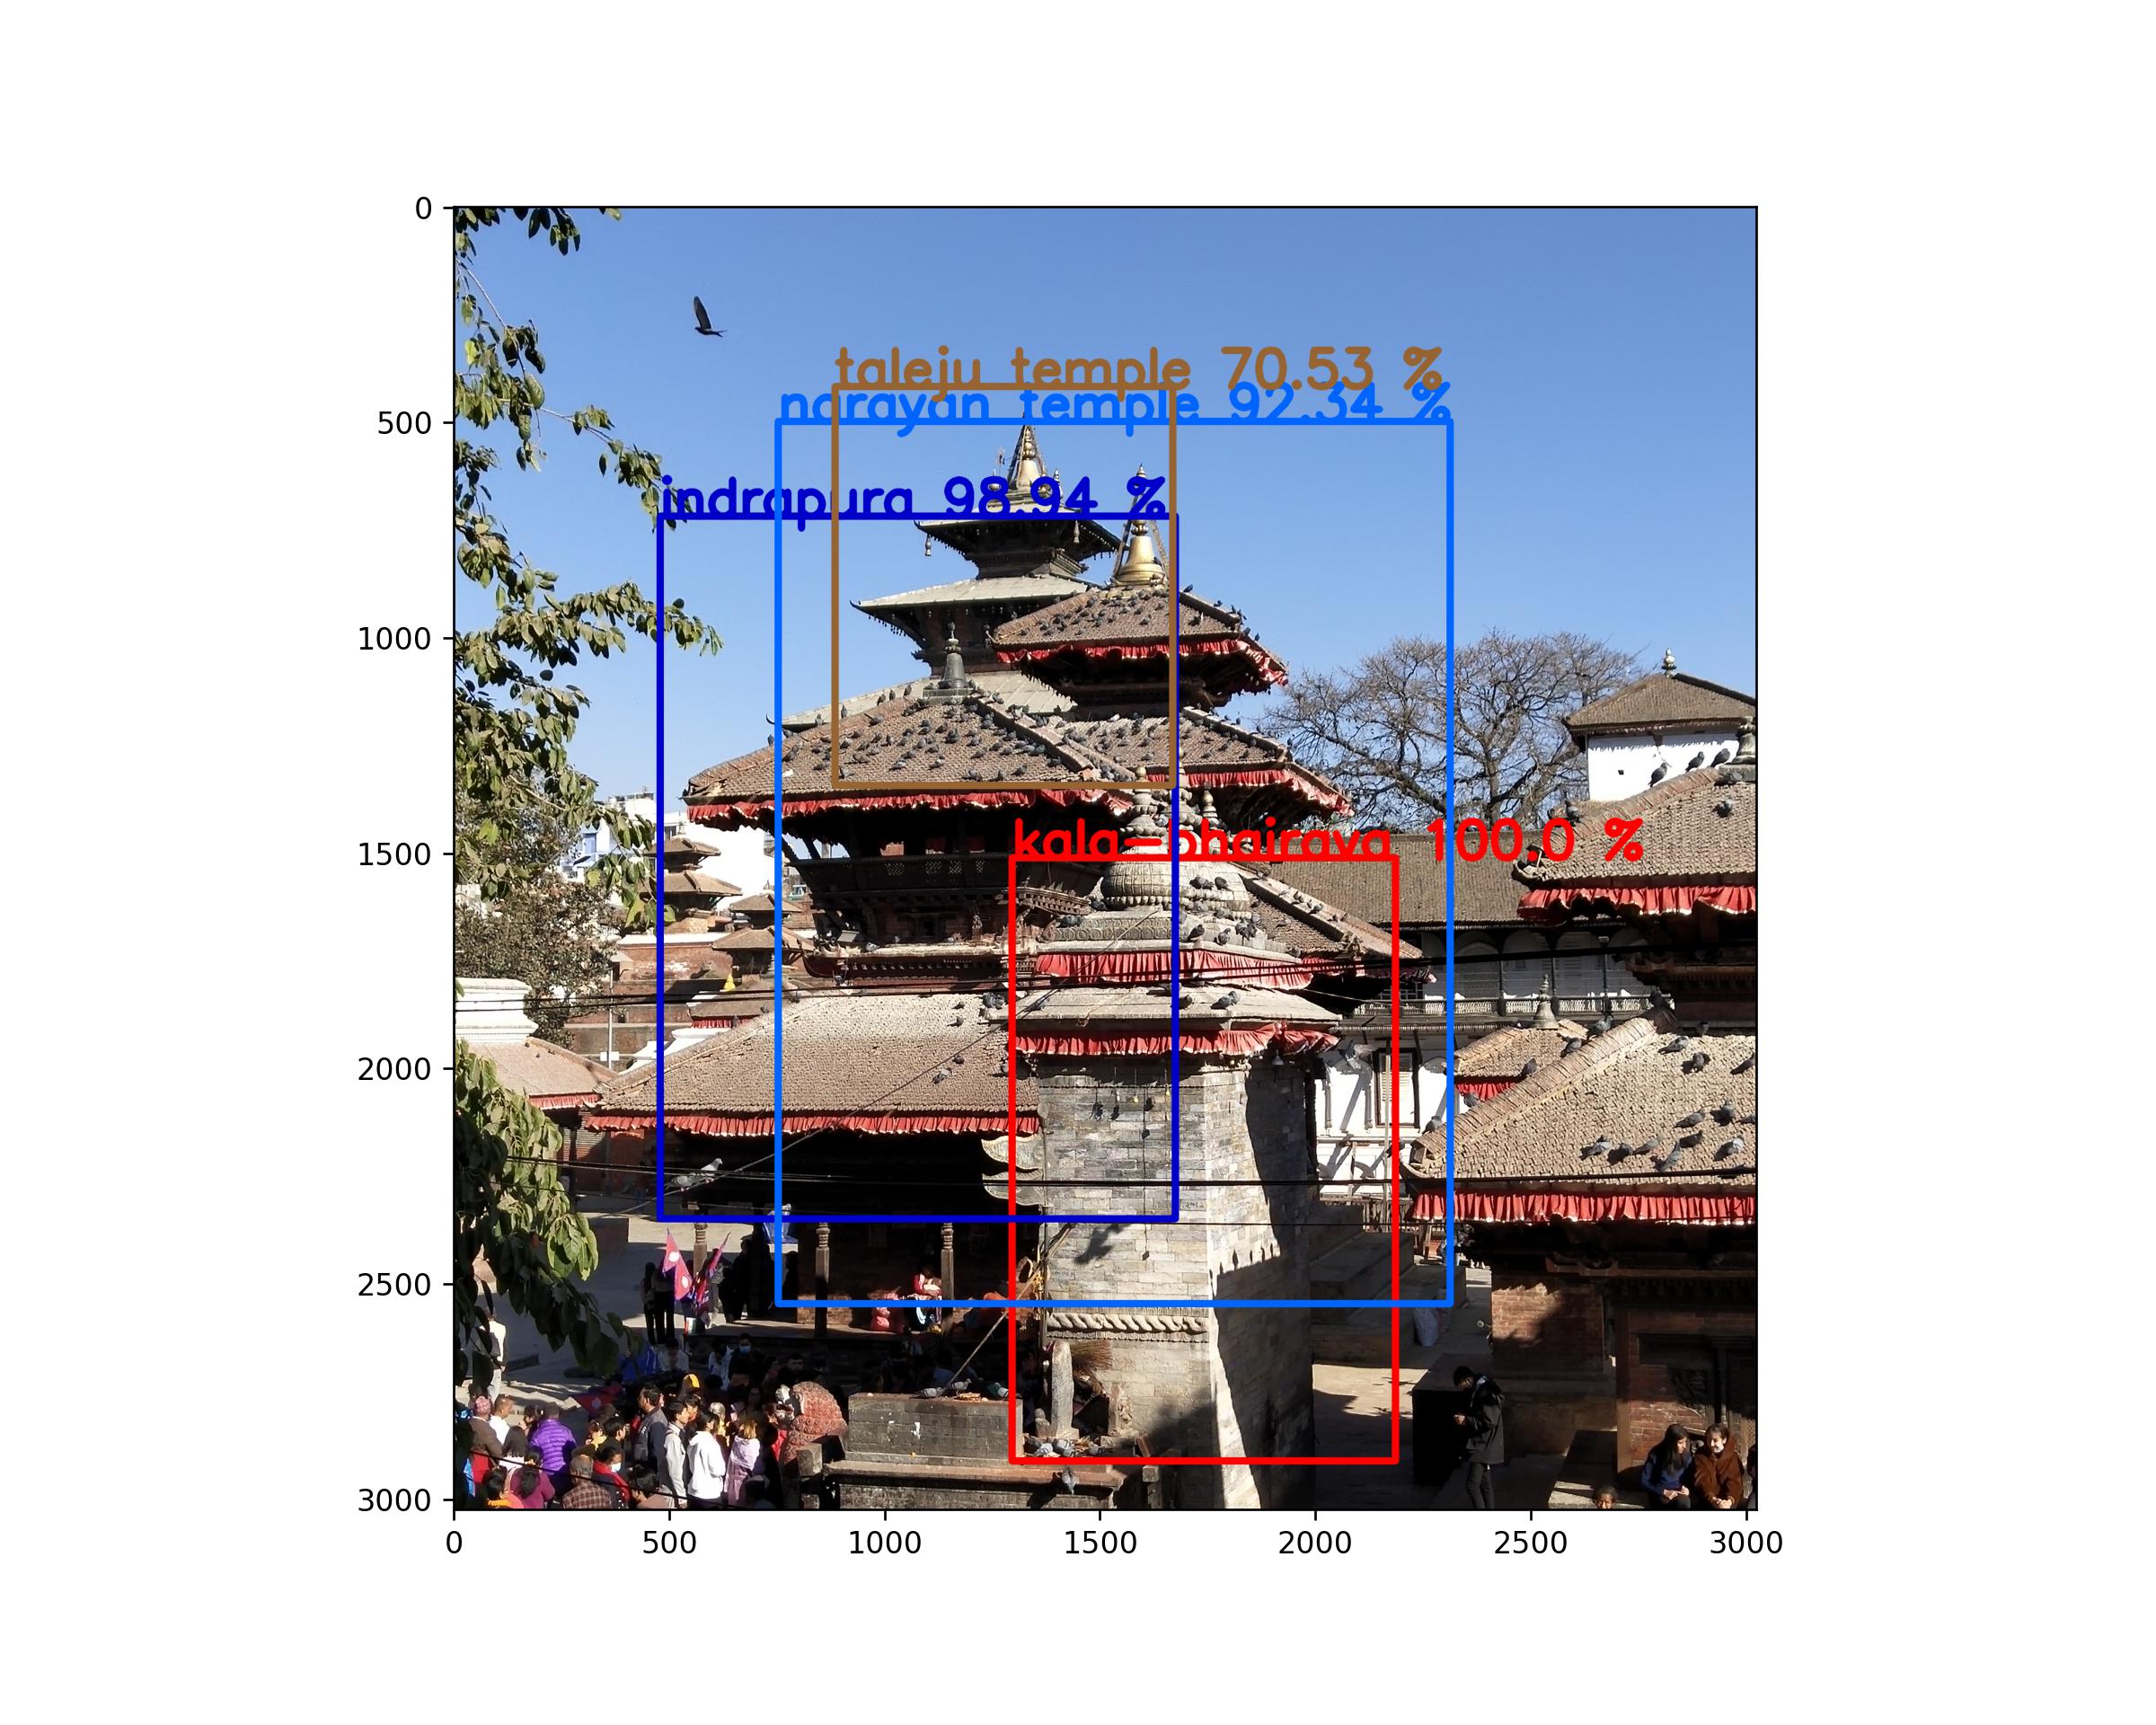 0
taleju temple 70.53 %
narayan temple 92.34 %
500
indrapura 98.94 %
1000
kala-bhairava 100.0 %
1500
2000
2500
3000
0 500 1000 1500 2000 2500 3000